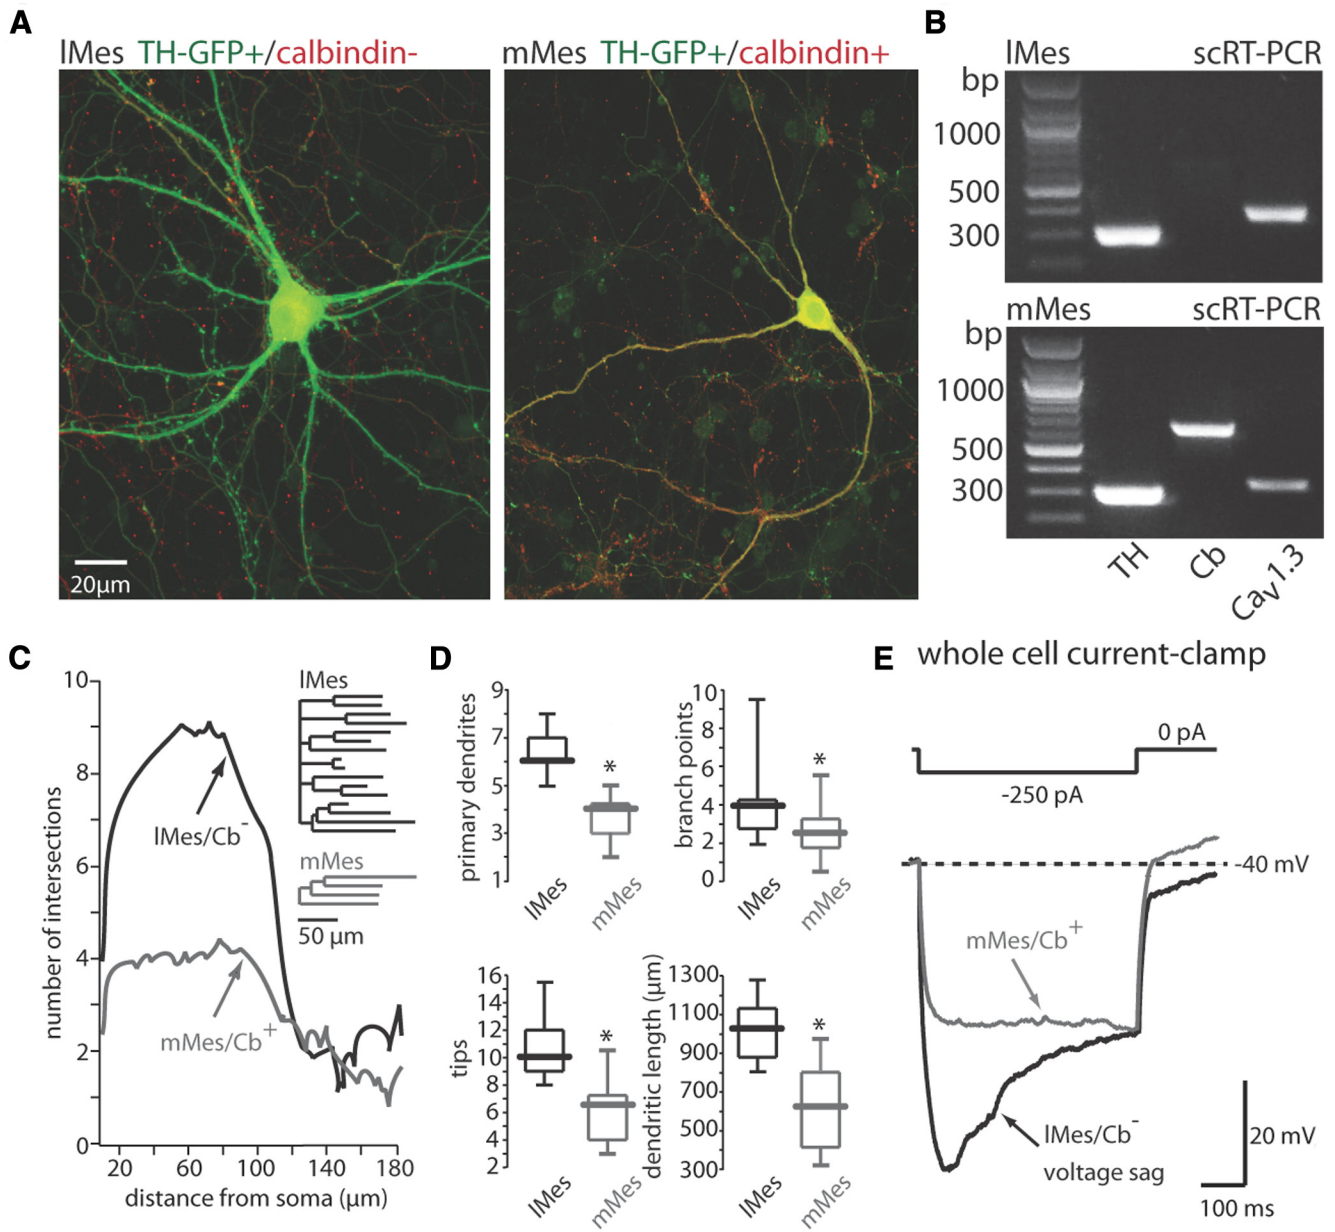 A
lMes TH-GFP+/calbindin-
mMes TH-GFP+/calbindin+
20µm
B
lMes scRT-PCR
bp
1000
500
300
mMes scRT-PCR
bp
1000
500
300
TH
Cb
Cav1.3
C
10
8
6
4
2
0
number of intersections
lMes/Cb-
mMes/Cb+
lMes
mMes
50 µm
20 60 100 140 180
distance from soma (µm)
D
9
7
5
3
1
primary dendrites
*
lMes
mMes
10
8
6
4
2
0
branch points
*
lMes
mMes
16
14
12
10
8
6
4
2
tips
*
lMes
mMes
1300
1100
900
700
500
300
dendritic length (µm)
*
lMes
mMes
E
whole cell current-clamp
0 pA
-250 pA
-40 mV
mMes/Cb+
lMes/Cb-
voltage sag
20 mV
100 ms